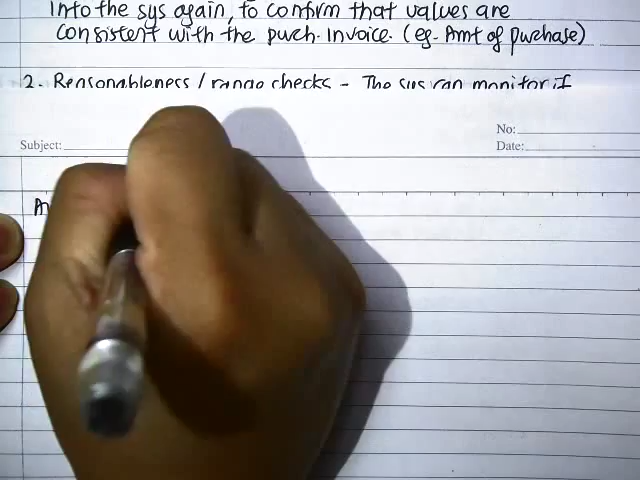 Into the sys again, to confirm that values are
consistent with the purch. Invoice. (eg. Amt of purchase)
2. Reasonableness / range checks - The sys can monitor if
No:
Subject:
Date: